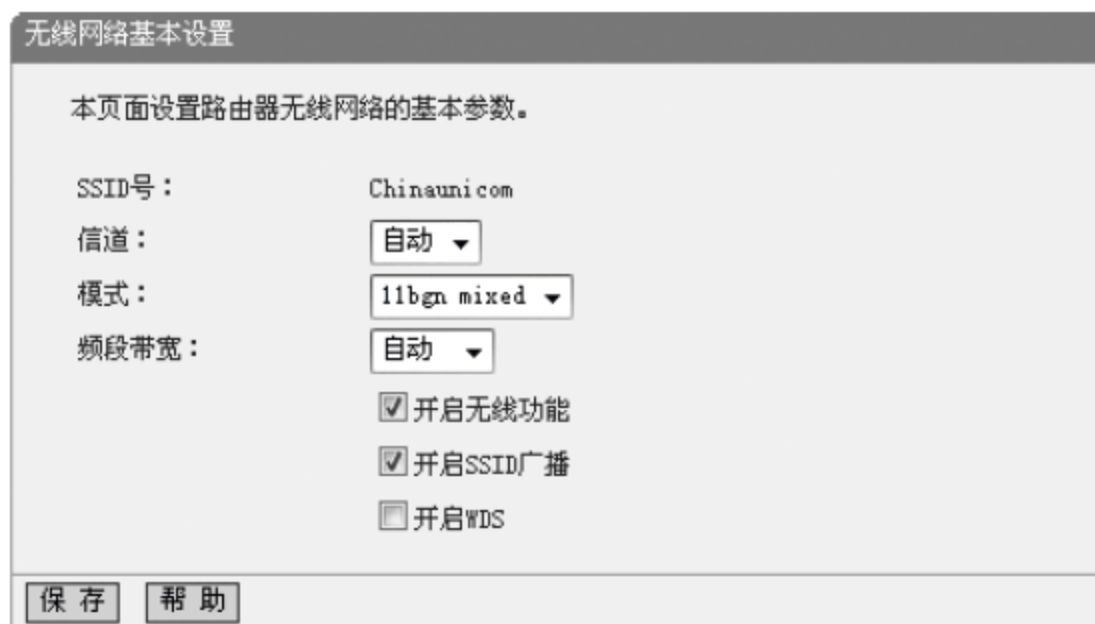 无线网络基本设置
本页面设置路由器无线网络的基本参数。
SSID号： Chinaunicom
信道： 自动
模式： 11bgn mixed
频段带宽： 自动
开启无线功能
开启SSID广播
开启WDS
保 存 帮 助